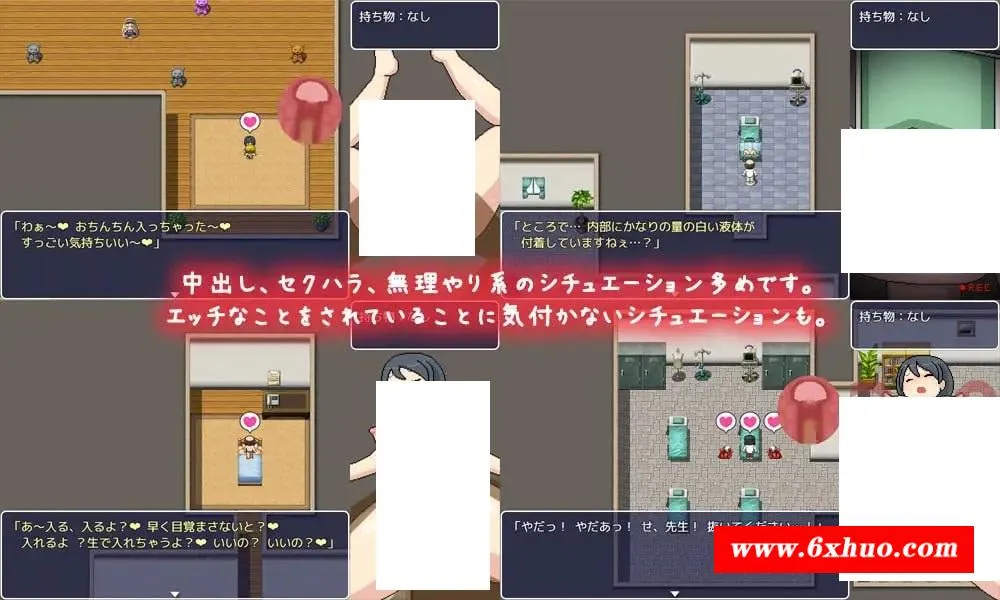 持ち物：なし
持ち物：なし
「わぁ～❤ おちんちん入っちゃった～❤
すっごい気持ちいい～❤」
「ところで… 内部にかなりの量の白い液体が
付着していますねぇ…？」
●REC
中出し、セクハラ、無理やり系のシチュエーション多めです。
エッチなことをされていることに気付かないシチュエーションも。
持ち物：なし
「あ～入る、入るよ？❤ 早く目覚まさないと？❤
入れるよ ？生で入れちゃうよ？❤ いいの？ いいの？❤」
「やだっ！ やだあっ！ せ、先生！
www.6xhuo.com